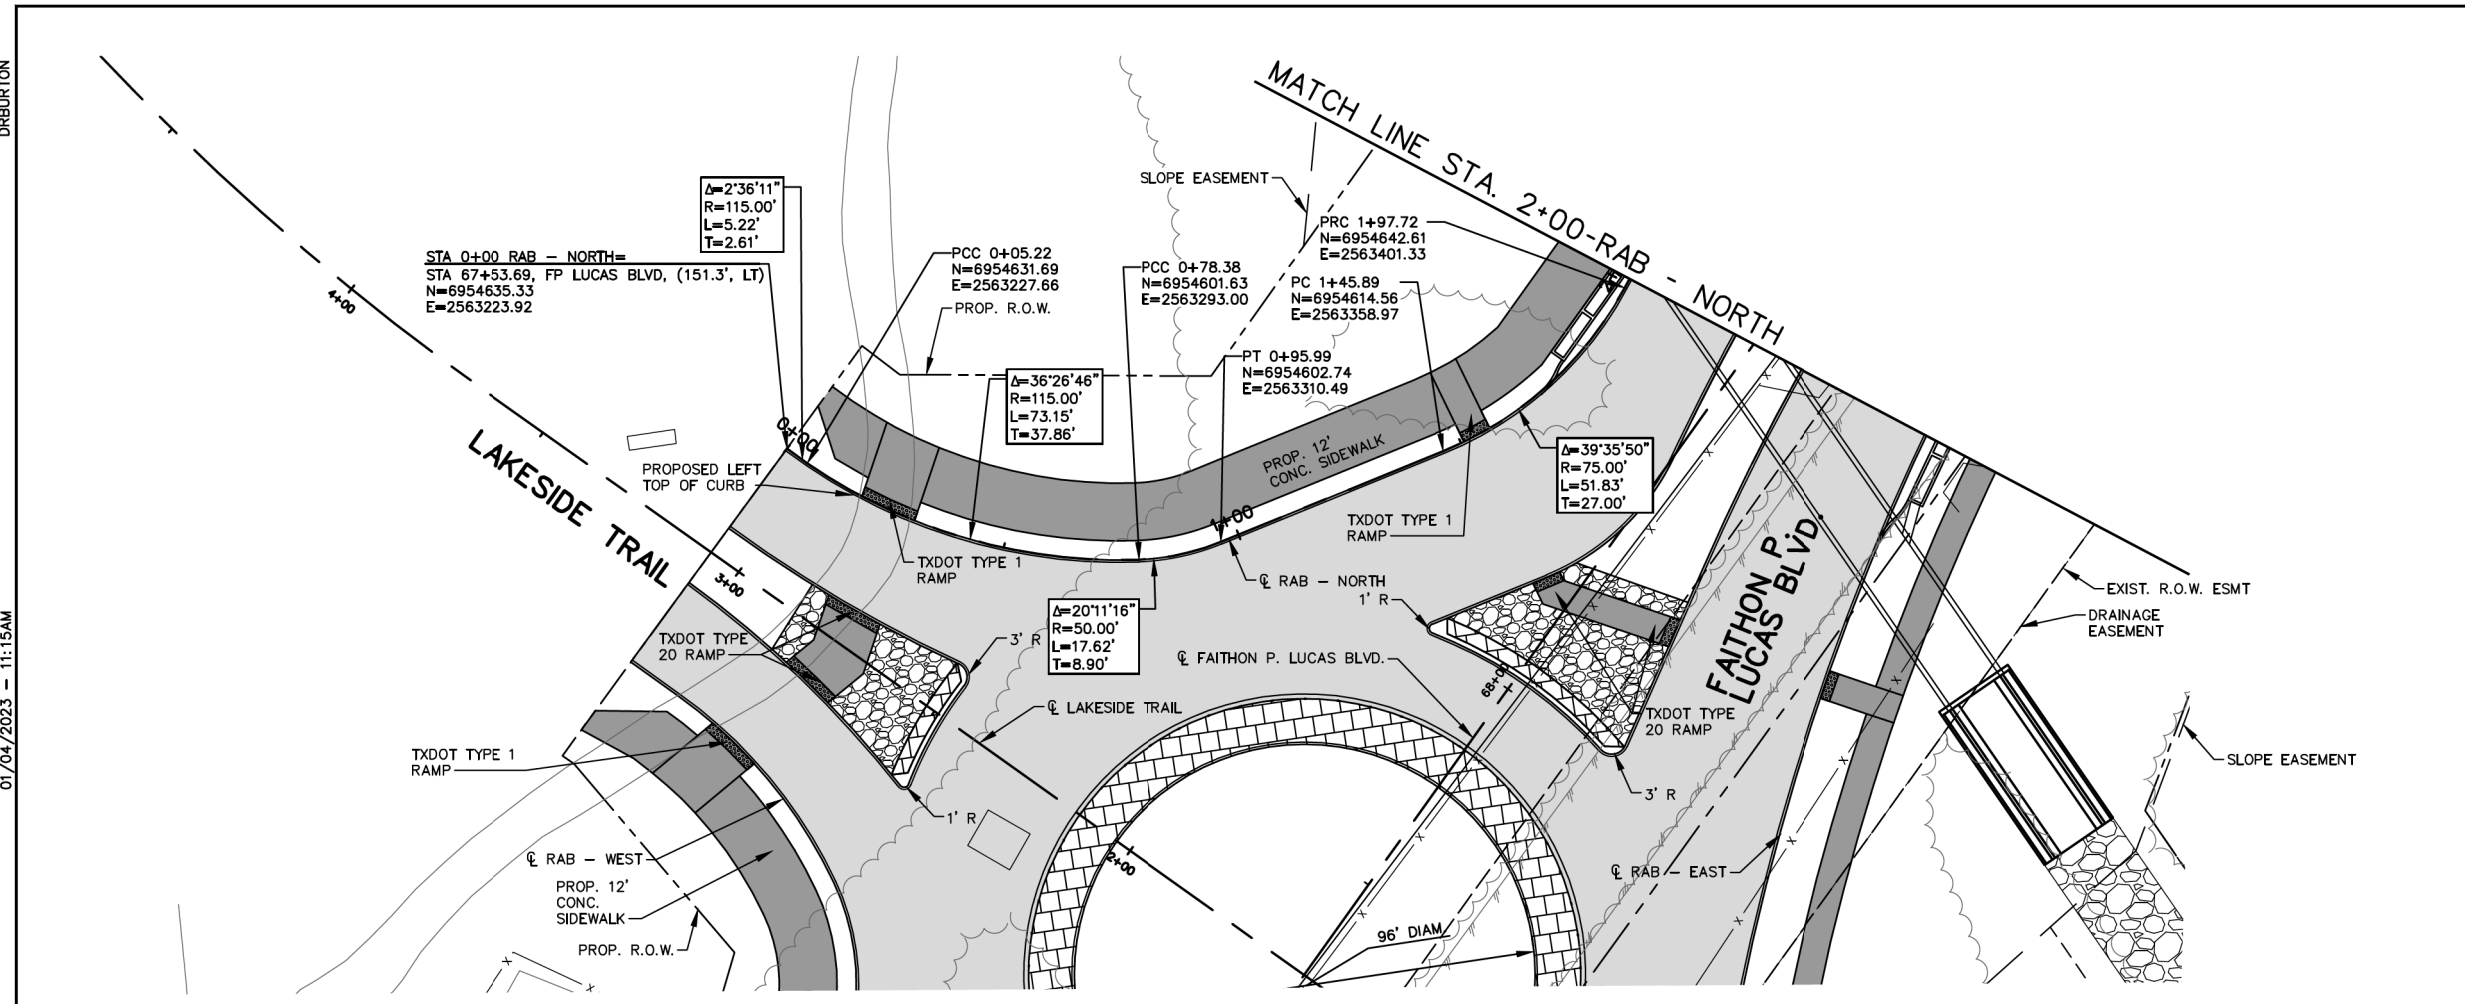 DRBURTON
01/04/2023 – 11:15AM
MATCH LINE STA. 2+00-RAB - NORTH
SLOPE EASEMENT
Δ=2°36'11"
R=115.00'
L=5.22'
T=2.61'
STA 0+00 RAB – NORTH=
STA 67+53.69, FP LUCAS BLVD, (151.3', LT)
N=6954635.33
E=2563223.92
PCC 0+05.22
N=6954631.69
E=2563227.66
PROP. R.O.W.
PCC 0+78.38
N=6954601.63
E=2563293.00
PRC 1+97.72
N=6954642.61
E=2563401.33
PC 1+45.89
N=6954614.56
E=2563358.97
PT 0+95.99
N=6954602.74
E=2563310.49
4+00
Δ=36°26'46"
R=115.00'
L=73.15'
T=37.86'
0+00
LAKESIDE TRAIL
PROPOSED LEFT
TOP OF CURB
PROP. 12'
CONC. SIDEWALK
Δ=39°35'50"
R=75.00'
L=51.83'
T=27.00'
1+00
TXDOT TYPE 1
RAMP
TXDOT TYPE 1
RAMP
3+00
℄ RAB – NORTH
1' R
Δ=20°11'16"
R=50.00'
L=17.62'
T=8.90'
TXDOT TYPE
20 RAMP
3' R
℄ FAITHON P. LUCAS BLVD.
68+00
FAITHON P.
LUCAS BLVD.
EXIST. R.O.W. ESMT
DRAINAGE
EASEMENT
℄ LAKESIDE TRAIL
TXDOT TYPE
20 RAMP
TXDOT TYPE 1
RAMP
SLOPE EASEMENT
3' R
1' R
2+00
℄ RAB – WEST
℄ RAB – EAST
PROP. 12'
CONC.
SIDEWALK
96' DIAM
PROP. R.O.W.